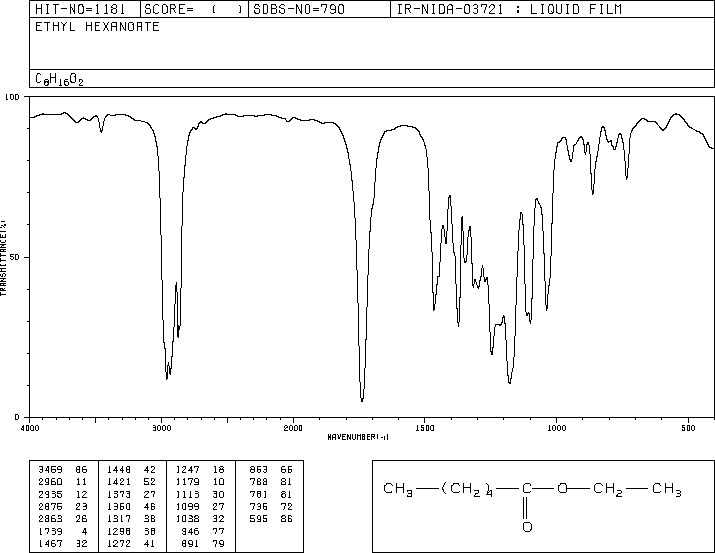 HIT-NO=1181 SCORE= ( ) SDBS-NO=790 IR-NIDA-03721 : LIQUID FILM
ETHYL HEXANOATE
C8H16O2
100
50
0
TRANSMITTANCE(%)
4000 3000 2000 1500 1000 500
WAVENUMBER(-1)
3469 86 1448 42 1247 18 863 66
2960 11 1421 52 1179 10 788 81
2935 12 1373 27 1113 30 781 81
2875 23 1350 46 1099 27 736 72
2863 26 1317 38 1038 32 595 86
1739 4 1298 38 946 77
1467 32 1272 41 891 79
CH3 (CH2)4 C O CH2 CH3
O